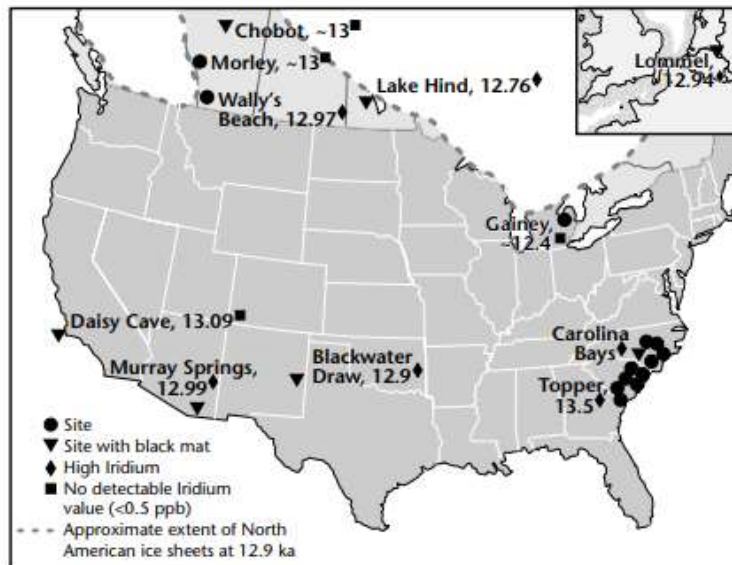 Chobot, ~13
Morley, ~13
Lake Hind, 12.76
Wally's
Beach, 12.97
Lommel,
12.94
Gainey,
~12.4
Daisy Cave, 13.09
Murray Springs,
12.99
Blackwater
Draw, 12.9
Carolina
Bays
Topper,
13.5
Site
Site with black mat
High Iridium
No detectable Iridium
value (<0.5 ppb)
Approximate extent of North
American ice sheets at 12.9 ka